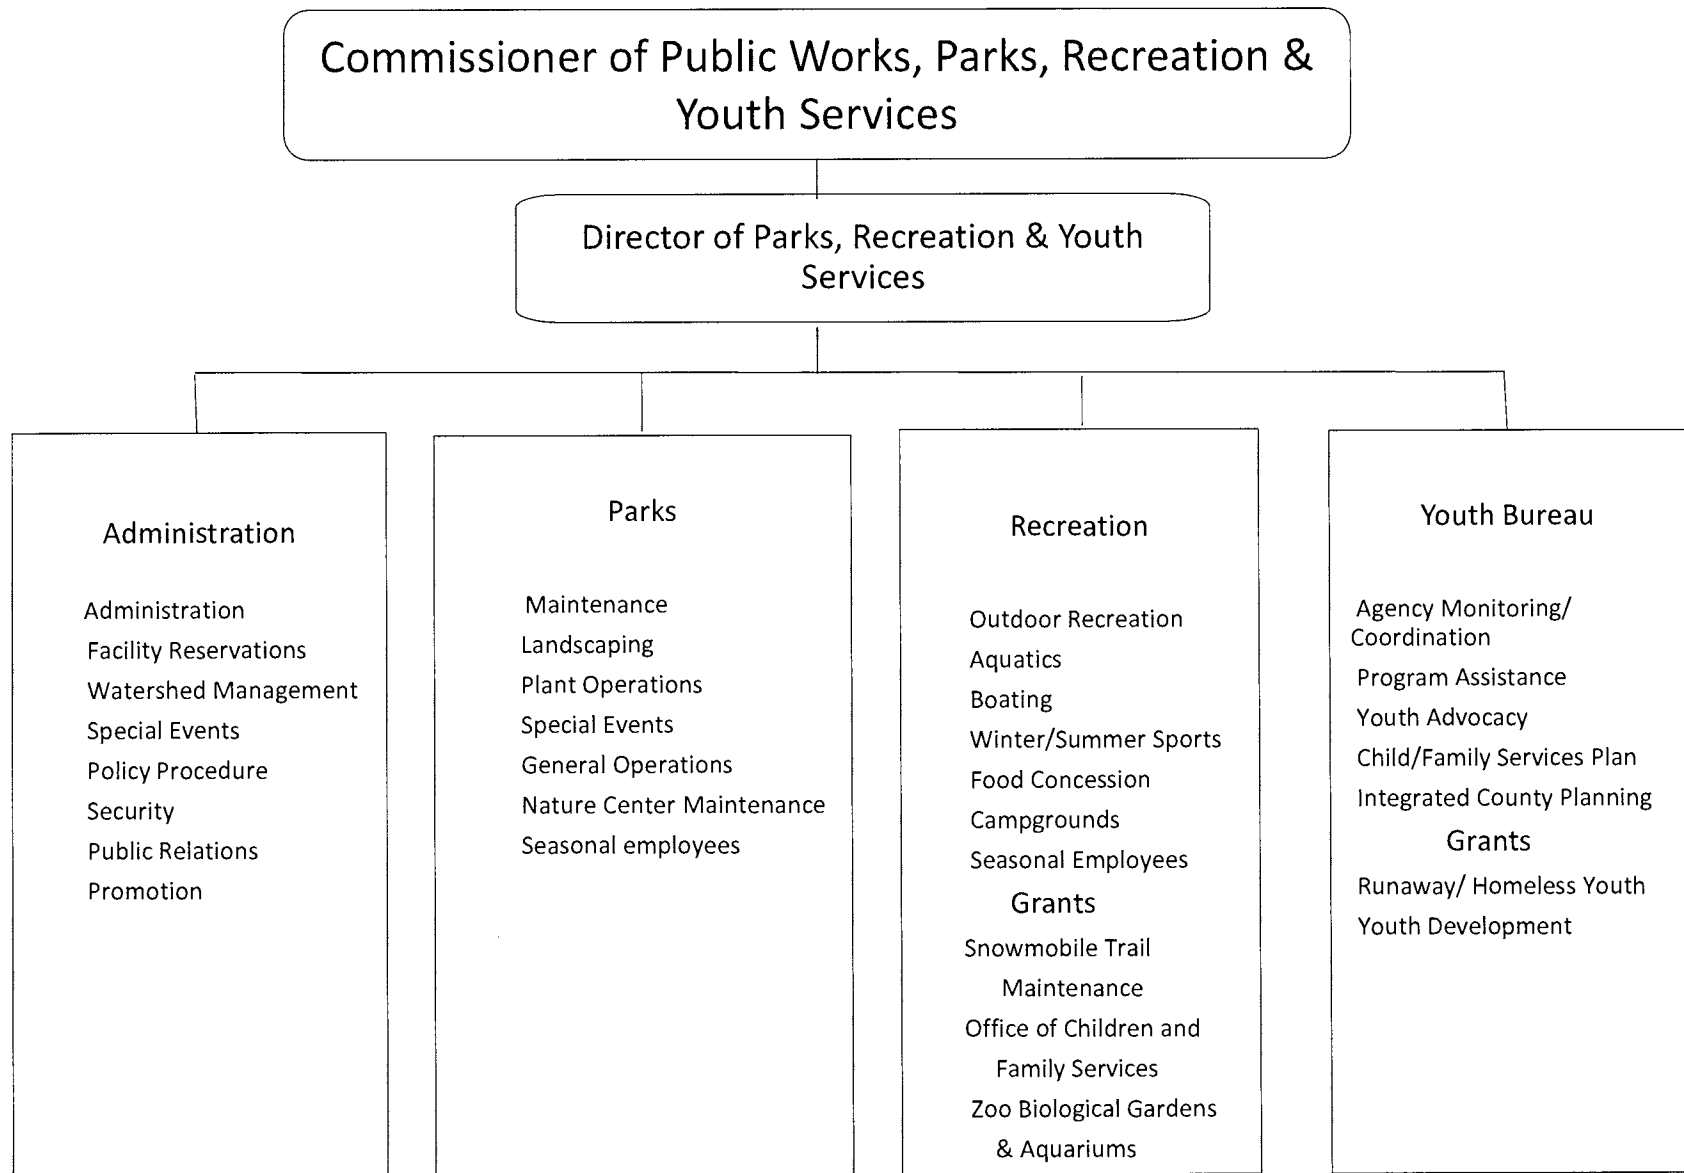 Commissioner of Public Works, Parks, Recreation &
Youth Services
Director of Parks, Recreation & Youth
Services
Administration
Administration
Facility Reservations
Watershed Management
Special Events
Policy Procedure
Security
Public Relations
Promotion
Parks
Maintenance
Landscaping
Plant Operations
Special Events
General Operations
Nature Center Maintenance
Seasonal employees
Recreation
Outdoor Recreation
Aquatics
Boating
Winter/Summer Sports
Food Concession
Campgrounds
Seasonal Employees
Grants
Snowmobile Trail
Maintenance
Office of Children and
Family Services
Zoo Biological Gardens
& Aquariums
Youth Bureau
Agency Monitoring/
Coordination
Program Assistance
Youth Advocacy
Child/Family Services Plan
Integrated County Planning
Grants
Runaway/ Homeless Youth
Youth Development